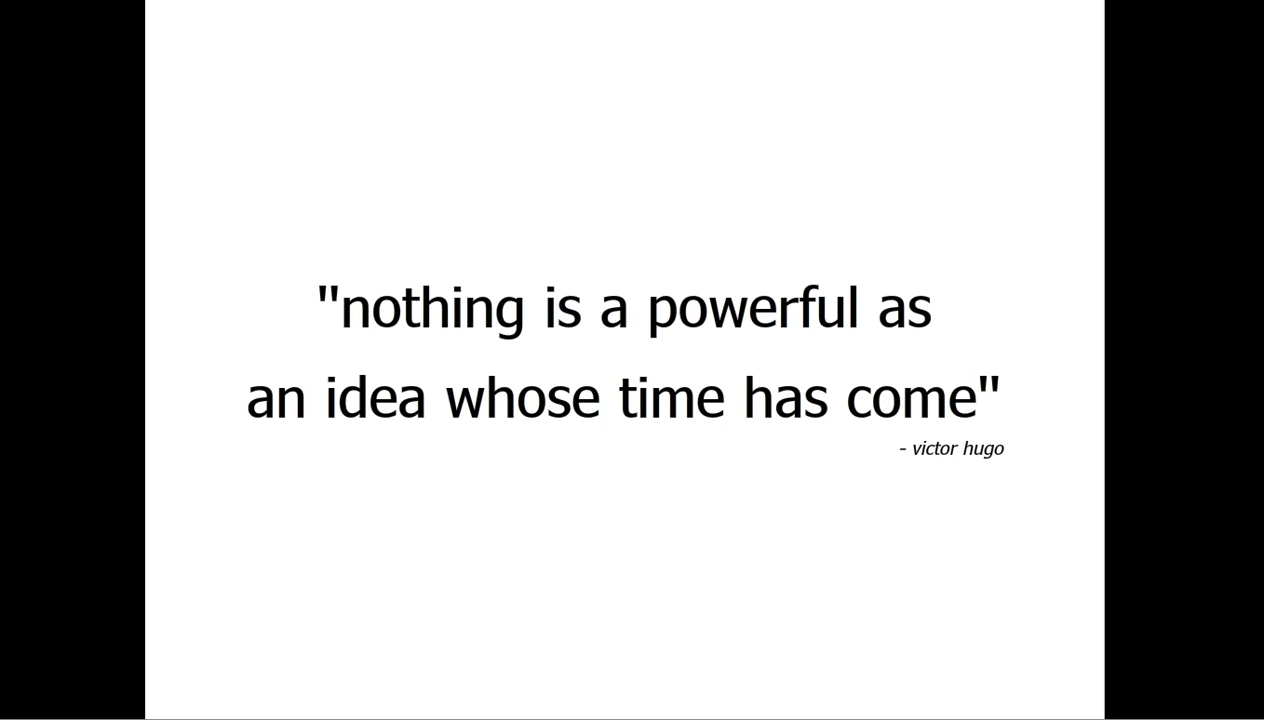 "nothing is a powerful as
an idea whose time has come"
- victor hugo